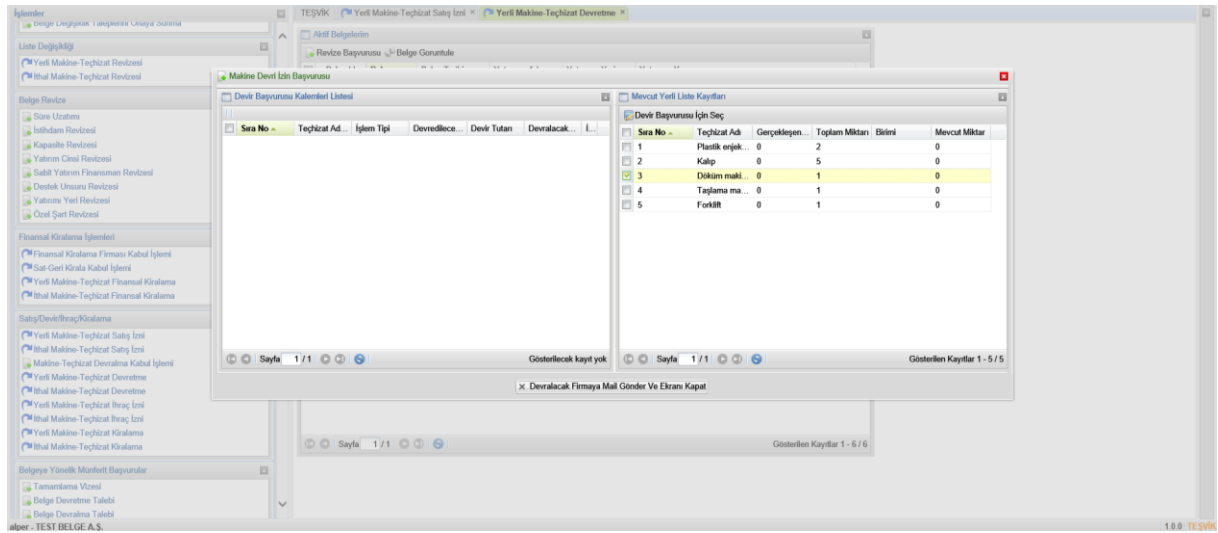 İşlemler
TEŞVİK
Yerli Makine-Teçhizat Satış İzni ×
Yerli Makine-Teçhizat Devretme ×
Belge Değişiklik Taleplerini Onaya Sunma
Liste Değişikliği
Yerli Makine-Teçhizat Revizesi
İthal Makine-Teçhizat Revizesi
Belge Revize
Süre Uzatımı
İstihdam Revizesi
Kapasite Revizesi
Yatırım Cinsi Revizesi
Sabit Yatırım Finansman Revizesi
Destek Unsuru Revizesi
Yatırım Yeri Revizesi
Özel Şart Revizesi
Finansal Kiralama İşlemleri
Finansal Kiralama Firması Kabul İşlemi
Sat-Geri Kirala Kabul İşlemi
Yerli Makine-Teçhizat Finansal Kiralama
İthal Makine-Teçhizat Finansal Kiralama
Satış/Devir/İhraç/Kiralama
Yerli Makine-Teçhizat Satış İzni
İthal Makine-Teçhizat Satış İzni
Makine-Teçhizat Devralma Kabul İşlemi
Yerli Makine-Teçhizat Devretme
İthal Makine-Teçhizat Devretme
Yerli Makine-Teçhizat İhraç İzni
İthal Makine-Teçhizat İhraç İzni
Yerli Makine-Teçhizat Kiralama
İthal Makine-Teçhizat Kiralama
Belgeye Yönelik Münferit Başvurular
Tamamlama Vizesi
Belge Devretme Talebi
Belge Devralma Talebi
Aktif Belgelerim
Revize Başvurusu Belge Goruntule
Makine Devri İzin Başvurusu
Devir Başvurusu Kalemleri Listesi
Sıra No Teçhizat Ad... İşlem Tipi Devredilece... Devir Tutarı Devralacak... İ...
Sayfa 1 / 1 Gösterilecek kayıt yok
Mevcut Yerli Liste Kayıtları
Devir Başvurusu İçin Seç
Sıra No Teçhizat Adı Gerçekleşen... Toplam Miktarı Birimi Mevcut Miktar
1 Plastik enjek... 0 2 0
2 Kalıp 0 5 0
3 Döküm maki... 0 1 0
4 Taşlama ma... 0 1 0
5 Forklift 0 1 0
Sayfa 1 / 1 Gösterilen Kayıtlar 1 - 5 / 5
× Devralacak Firmaya Mail Gönder Ve Ekranı Kapat
Sayfa 1 / 1 Gösterilen Kayıtlar 1 - 6 / 6
alper - TEST BELGE A.Ş.
1.0.0 TEŞVİK